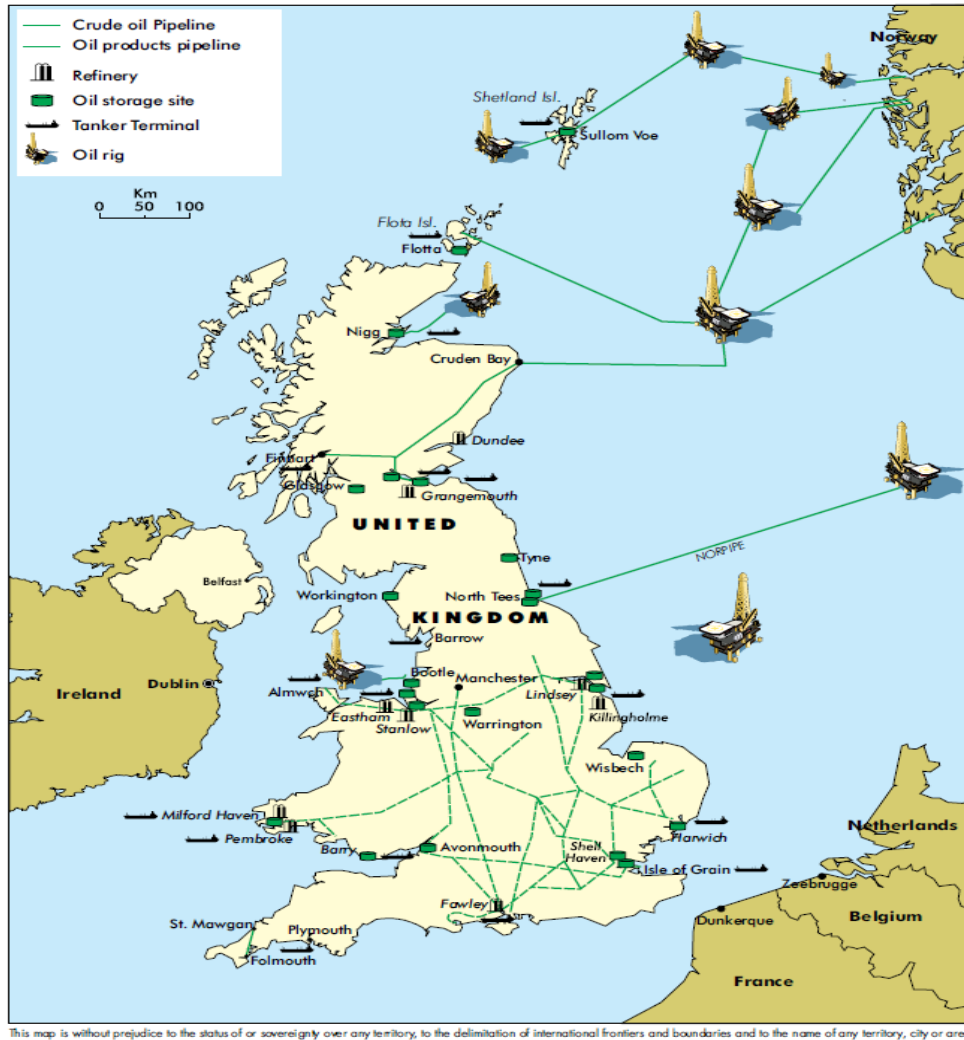 Crude oil Pipeline
Oil products pipeline
Refinery
Oil storage site
Tanker Terminal
Oil rig
Norway
Shetland Isl.
Sullom Voe
Km
0 50 100
Flota Isl.
Flotta
Nigg
Cruden Bay
Dundee
Finbart
Glasgow
Grangemouth
UNITED
NORPIPE
Tyne
Belfast
Workington
North Tees
KINGDOM
Barrow
Bootle
Manchester
Ireland
Dublin
Almwch
Lindsey
Eastham
Stanlow
Warrington
Killingholme
Wisbech
Milford Haven
Pembroke
Harwich
Netherlands
Barry
Avonmouth
Shell
Haven
Isle of Grain
Zeebrugge
Fawley
Dunkerque
Belgium
St. Mawgan
Plymouth
Folmouth
France
This map is without prejudice to the status of or sovereignty over any territory, to the delimitation of international frontiers and boundaries and to the name of any territory, city or are